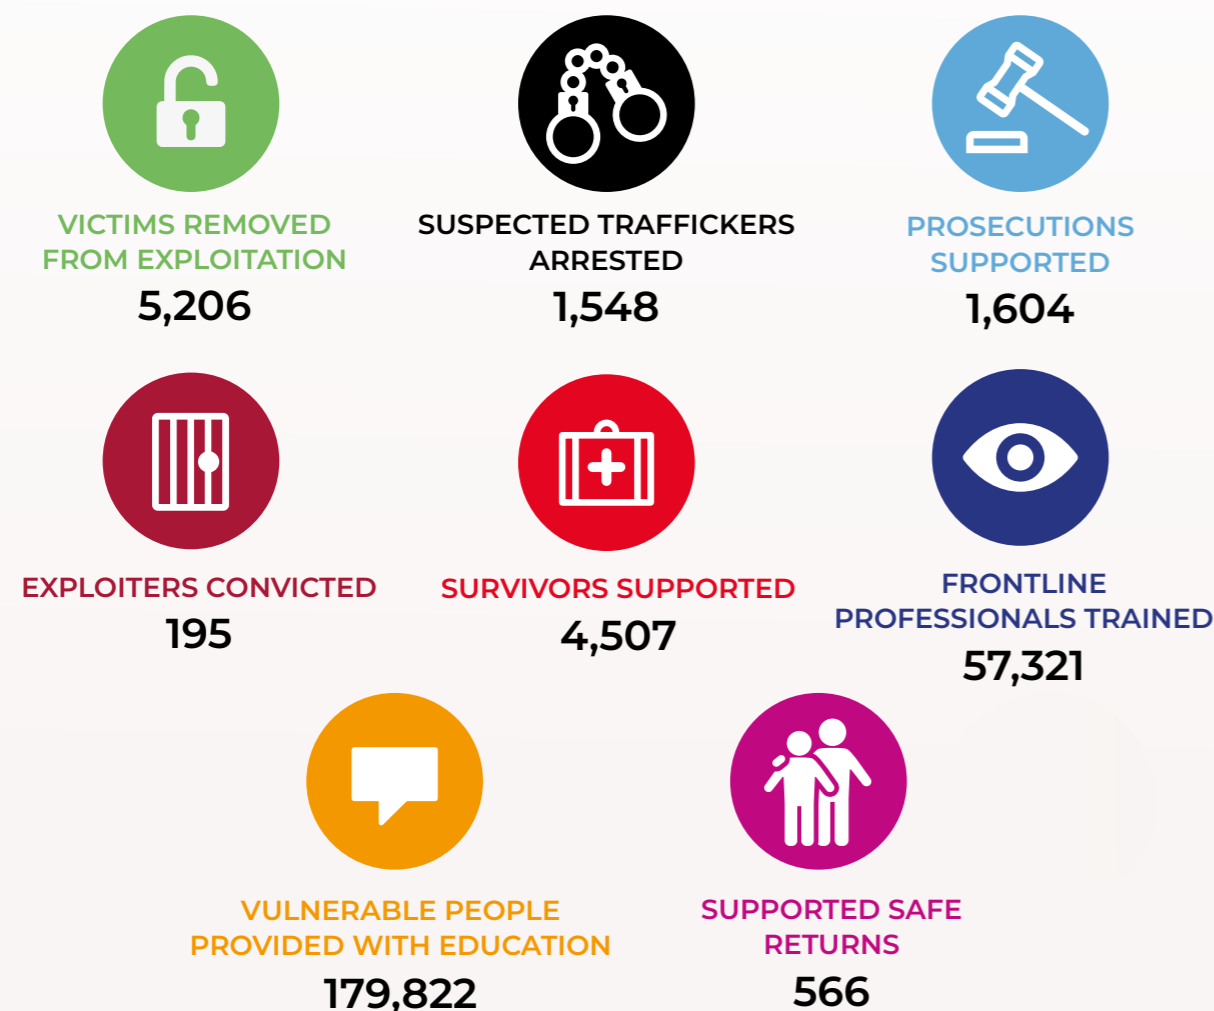 VICTIMS REMOVED
FROM EXPLOITATION
5,206
SUSPECTED TRAFFICKERS
ARRESTED
1,548
PROSECUTIONS
SUPPORTED
1,604
EXPLOITERS CONVICTED
195
SURVIVORS SUPPORTED
4,507
FRONTLINE
PROFESSIONALS TRAINED
57,321
VULNERABLE PEOPLE
PROVIDED WITH EDUCATION
179,822
SUPPORTED SAFE
RETURNS
566